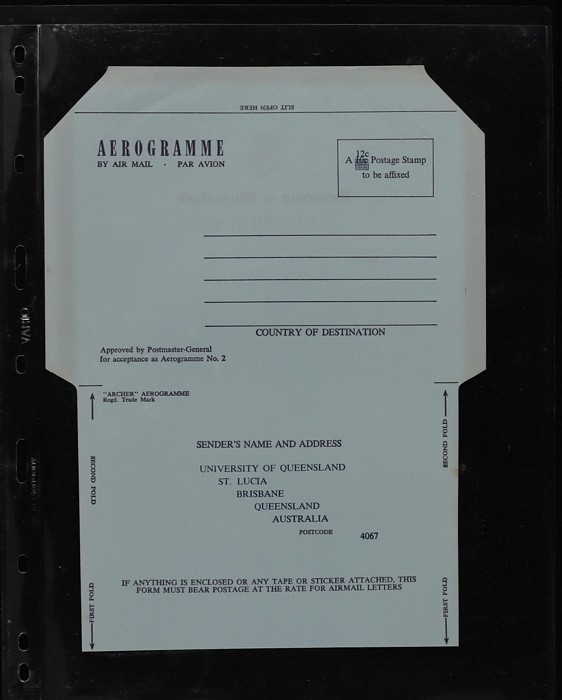 SLIT OPEN HERE
AEROGRAMME
BY AIR MAIL - PAR AVION
12c
A 10c Postage Stamp
to be affixed
COUNTRY OF DESTINATION
Approved by Postmaster-General
for acceptance as Aerogramme No. 2
"ARCHER" AEROGRAMME
Regd. Trade Mark
SECOND FOLD
SECOND FOLD
SENDER'S NAME AND ADDRESS
UNIVERSITY OF QUEENSLAND
ST. LUCIA
BRISBANE
QUEENSLAND
AUSTRALIA
POSTCODE 4067
IF ANYTHING IS ENCLOSED OR ANY TAPE OR STICKER ATTACHED, THIS
FORM MUST BEAR POSTAGE AT THE RATE FOR AIRMAIL LETTERS
FIRST FOLD
FIRST FOLD
VARIO